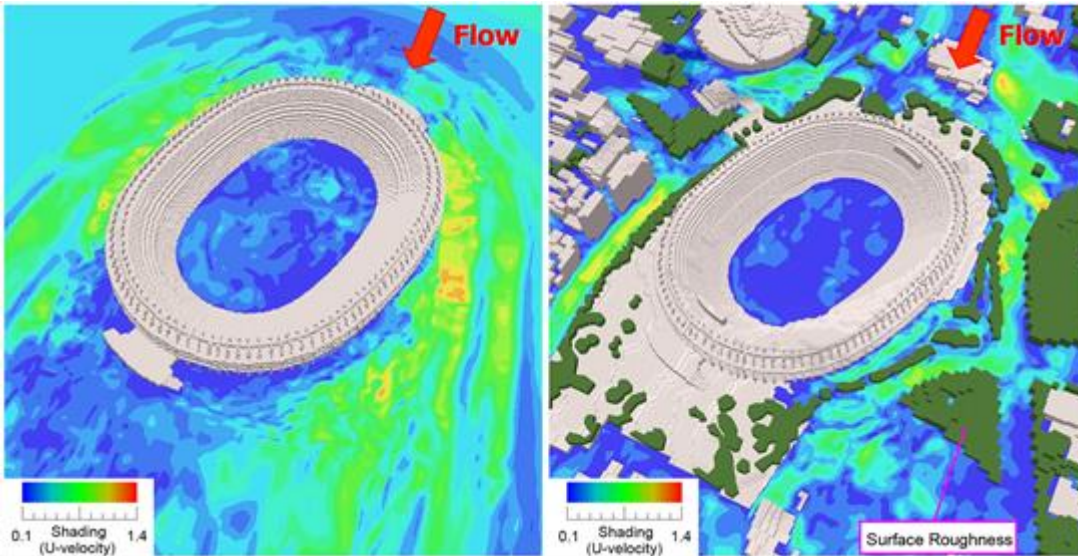 Flow
Flow
0.1 Shading 1.4
(U-velocity)
0.1 Shading 1.4
(U-velocity)
Surface Roughness